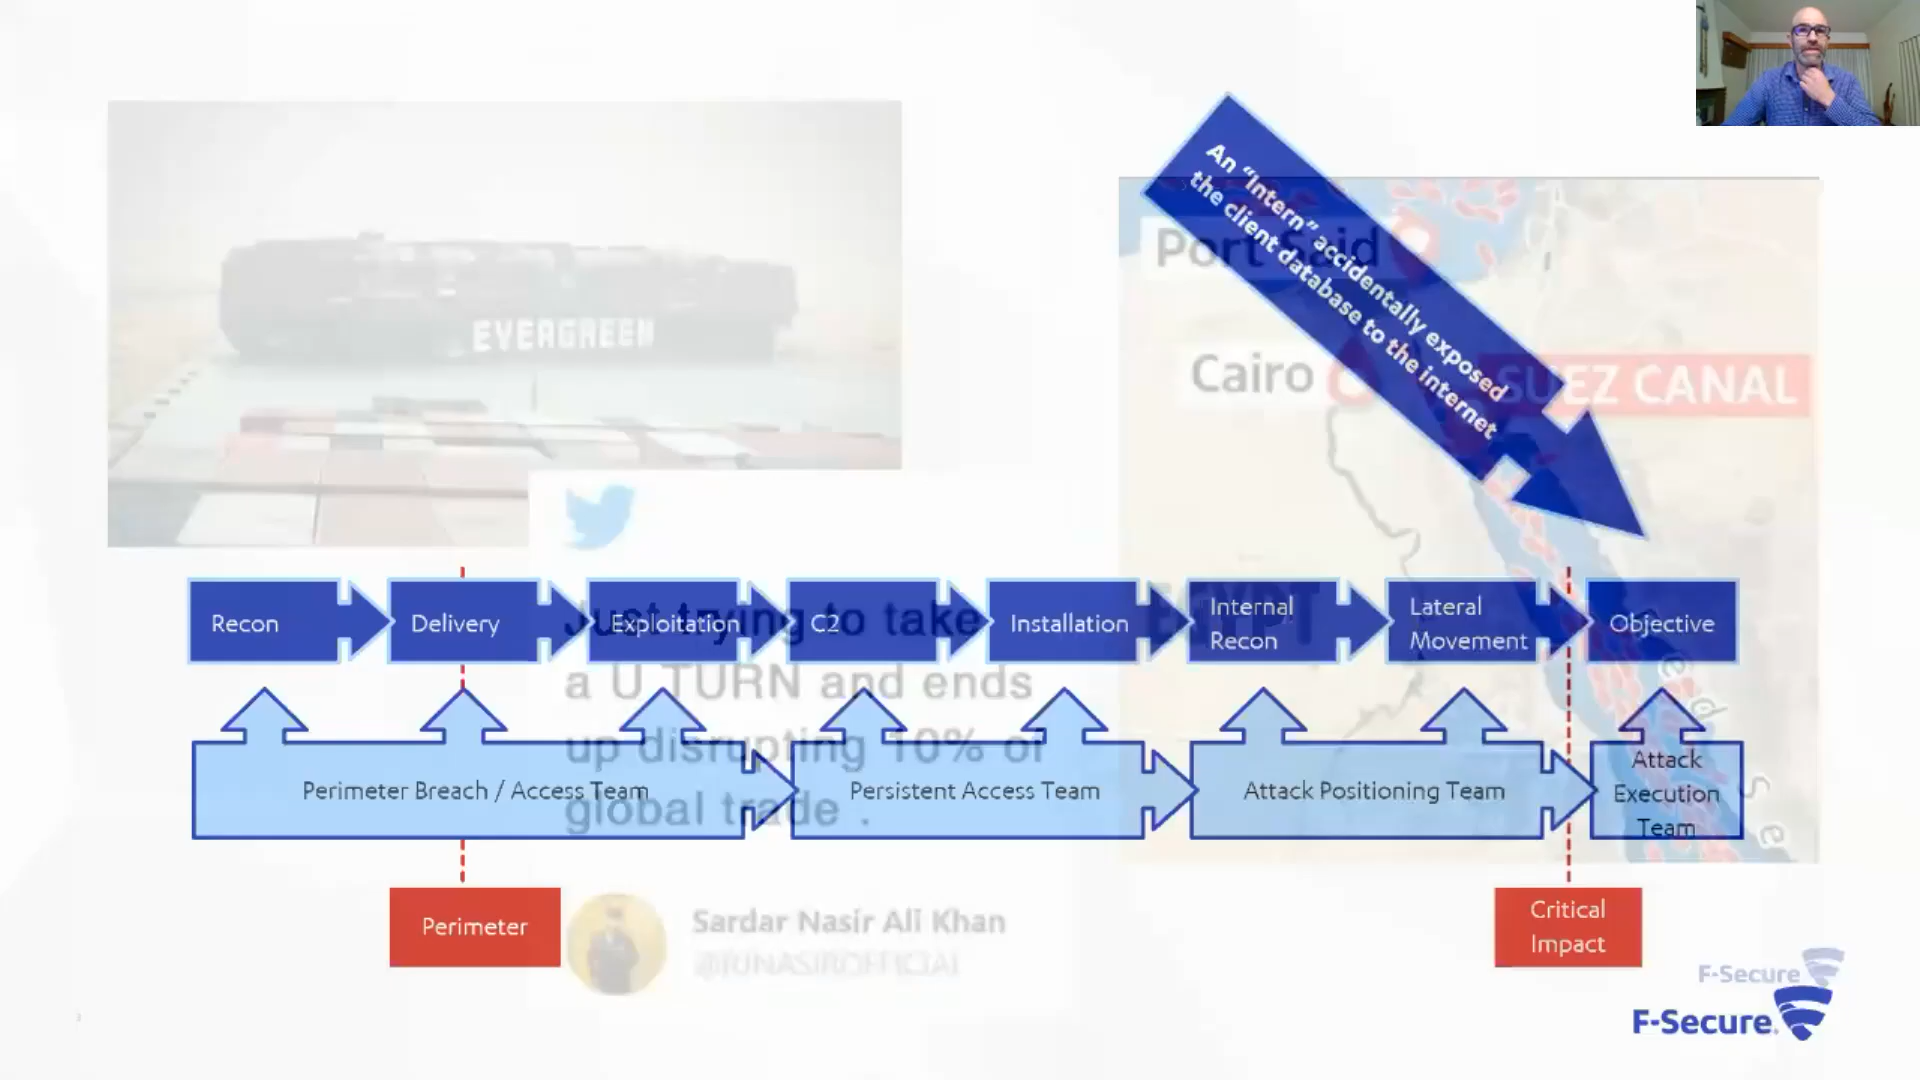 EVERGREEN
An “Intern” accidentally exposed
the client database to the internet
Port Said
Cairo
SUEZ CANAL
EGYPT
Red Se
Just trying to take
a U TURN and ends
up disrupting 10% of
global trade .
Sardar Nasir Ali Khan
Recon
Delivery
Exploitation
C2
Installation
Internal
Recon
Lateral
Movement
Objective
Perimeter Breach / Access Team
Persistent Access Team
Attack Positioning Team
Attack
Execution
Team
Perimeter
Critical
Impact
F-Secure
F-Secure.